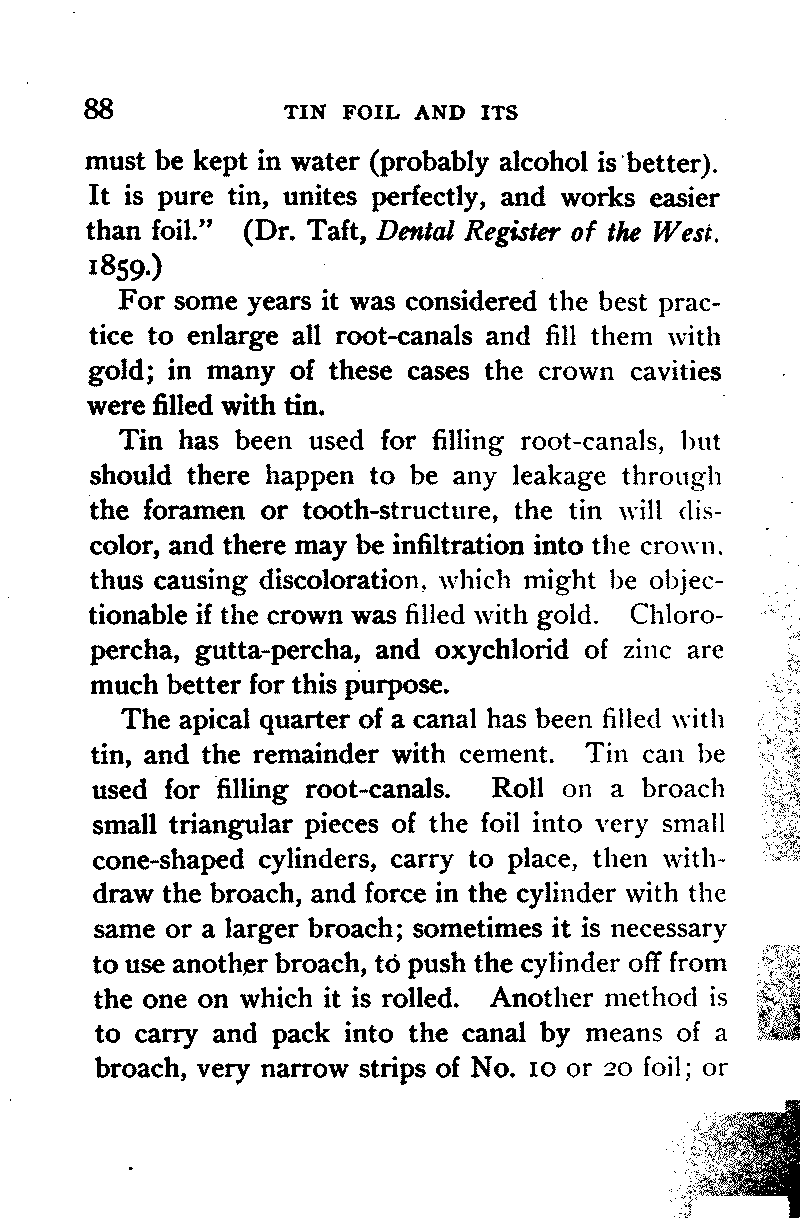 88 TIN FOIL AND ITS
must be kept in water (probably alcohol is better).
It is pure tin, unites perfectly, and works easier
than foil.” (Dr. Taft, Dental Register of the West.
1859.)
For some years it was considered the best prac-
tice to enlarge all root-canals and fill them with
gold; in many of these cases the crown cavities
were filled with tin.
Tin has been used for filling root-canals, but
should there happen to be any leakage through
the foramen or tooth-structure, the tin will dis-
color, and there may be infiltration into the crown,
thus causing discoloration, which might be objec-
tionable if the crown was filled with gold. Chloro-
percha, gutta-percha, and oxychlorid of zinc are
much better for this purpose.
The apical quarter of a canal has been filled with
tin, and the remainder with cement. Tin can be
used for filling root-canals. Roll on a broach
small triangular pieces of the foil into very small
cone-shaped cylinders, carry to place, then with-
draw the broach, and force in the cylinder with the
same or a larger broach; sometimes it is necessary
to use another broach, to push the cylinder off from
the one on which it is rolled. Another method is
to carry and pack into the canal by means of a
broach, very narrow strips of No. 10 or 20 foil; or